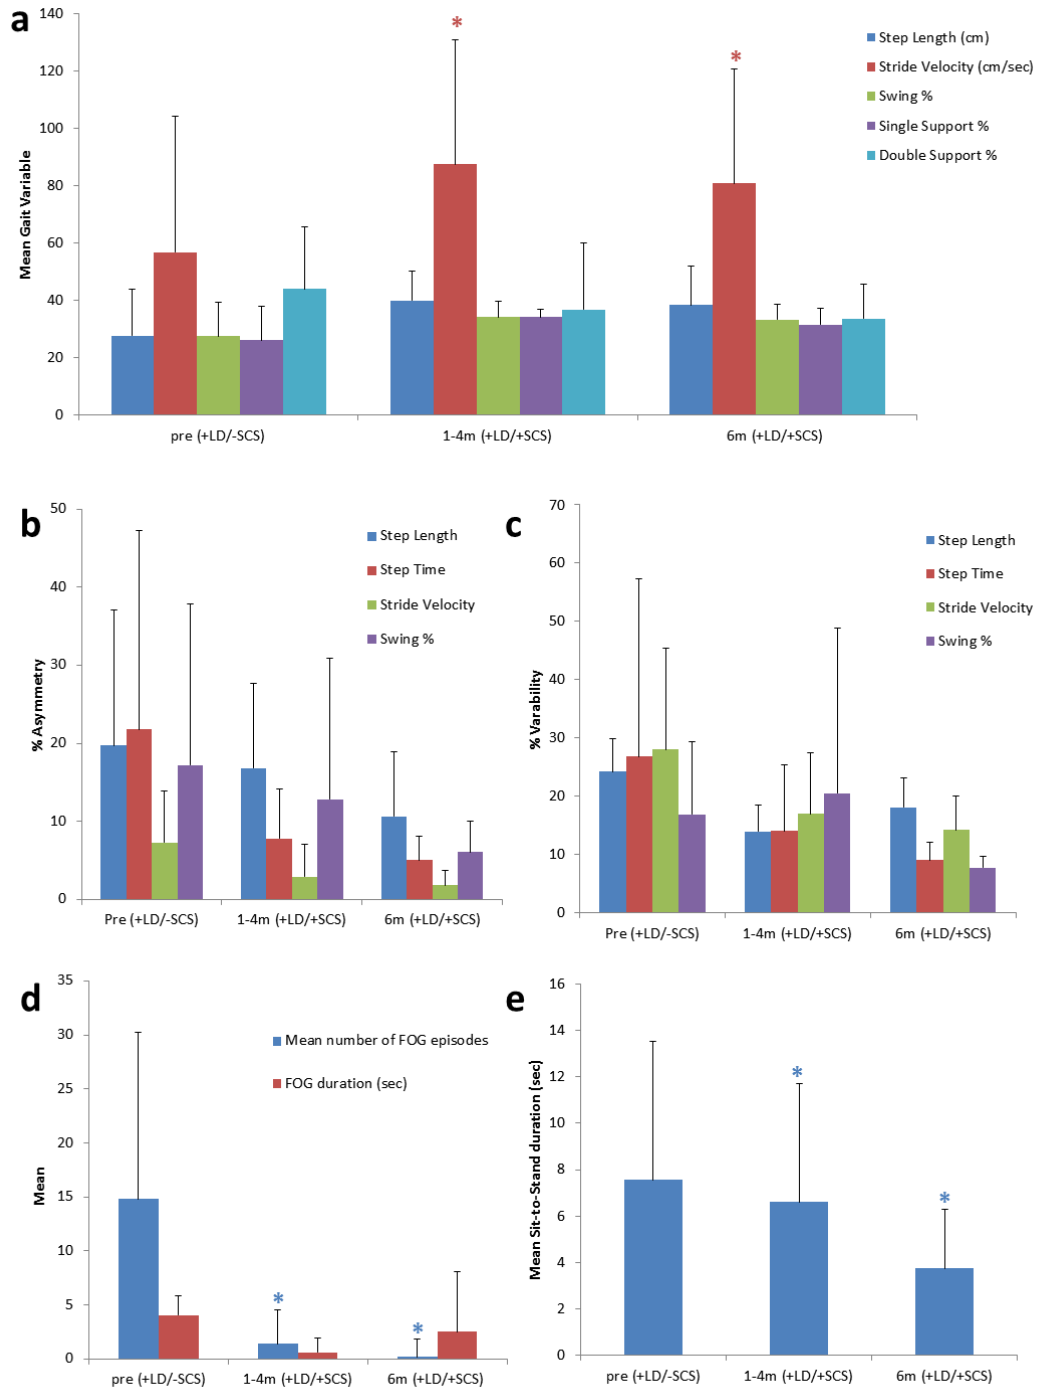 a
140
120
100
80
60
40
20
0
Mean Gait Variable
*
*
Step Length (cm)
Stride Velocity (cm/sec)
Swing %
Single Support %
Double Support %
pre (+LD/-SCS)
1-4m (+LD/+SCS)
6m (+LD/+SCS)
b
50
40
30
20
10
0
% Asymmetry
Step Length
Step Time
Stride Velocity
Swing %
Pre (+LD/-SCS)
1-4m (+LD/+SCS)
6m (+LD/+SCS)
c
70
60
50
40
30
20
10
0
% Varability
Step Length
Step Time
Stride Velocity
Swing %
Pre (+LD/-SCS)
1-4m (+LD/+SCS)
6m (+LD/+SCS)
d
35
30
25
20
15
10
5
0
Mean
Mean number of FOG episodes
FOG duration (sec)
*
*
pre (+LD/-SCS)
1-4m (+LD/+SCS)
6m (+LD/+SCS)
e
16
14
12
10
8
6
4
2
0
Mean Sit-to-Stand duration (sec)
*
*
pre (+LD/-SCS)
1-4m (+LD/+SCS)
6m (+LD/+SCS)